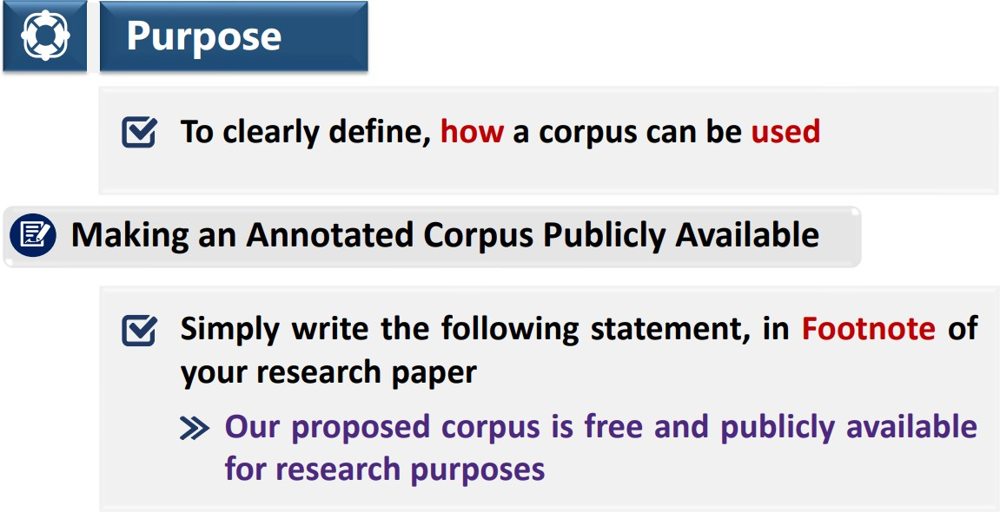 Purpose
To clearly define, how a corpus can be used
Making an Annotated Corpus Publicly Available
Simply write the following statement, in Footnote of
your research paper
Our proposed corpus is free and publicly available
for research purposes